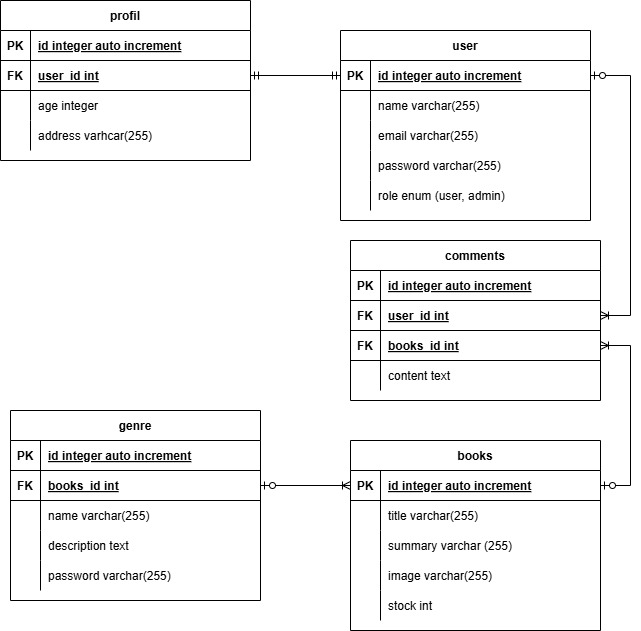 profil
PK id integer auto increment
FK user_id int
age integer
address varhcar(255)
user
PK id integer auto increment
name varchar(255)
email varchar(255)
password varchar(255)
role enum (user, admin)
comments
PK id integer auto increment
FK user_id int
FK books_id int
content text
genre
PK id integer auto increment
FK books_id int
name varchar(255)
description text
password varchar(255)
books
PK id integer auto increment
title varchar(255)
summary varchar (255)
image varchar(255)
stock int